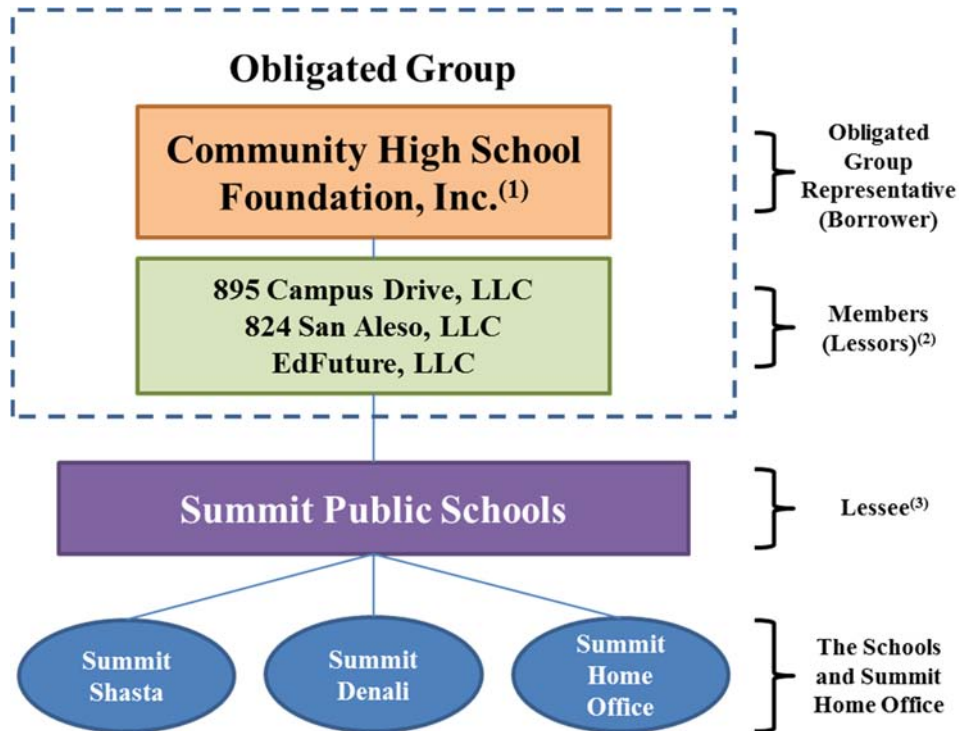 Obligated Group
Community High School
Foundation, Inc.(1)
Obligated
Group
Representative
(Borrower)
895 Campus Drive, LLC
824 San Aleso, LLC
EdFuture, LLC
Members
(Lessors)(2)
Summit Public Schools
Lessee(3)
Summit
Shasta
Summit
Denali
Summit
Home
Office
The Schools
and Summit
Home Office